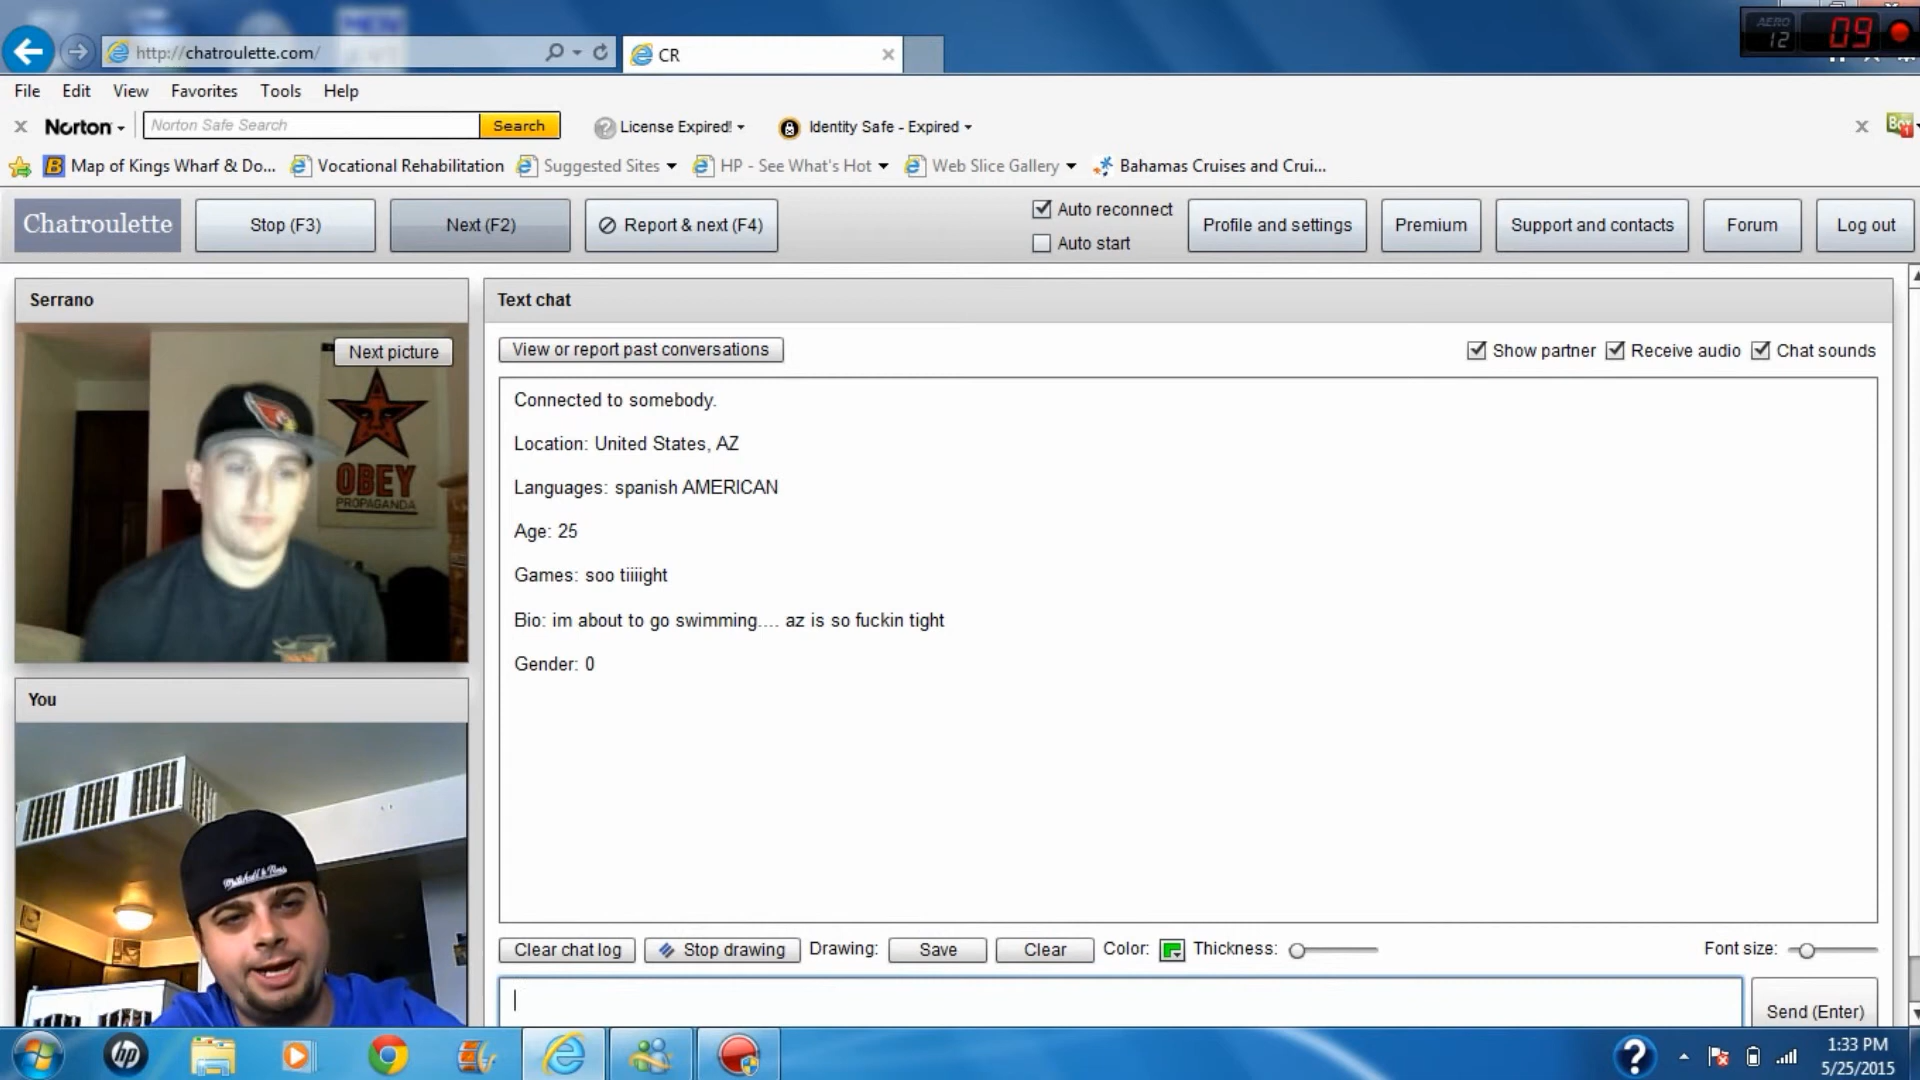 AERO
12
09
http://chatroulette.com/
CR
File Edit View Favorites Tools Help
Norton
Norton Safe Search
Search
License Expired!
Identity Safe - Expired
Map of Kings Wharf & Do...
Vocational Rehabilitation
Suggested Sites
HP - See What's Hot
Web Slice Gallery
Bahamas Cruises and Crui...
Chatroulette
Stop (F3)
Next (F2)
Report & next (F4)
Auto reconnect
Auto start
Profile and settings
Premium
Support and contacts
Forum
Log out
Serrano
Next picture
OBEY
PROPAGANDA
Text chat
View or report past conversations
Show partner
Receive audio
Chat sounds
Connected to somebody.
Location: United States, AZ
Languages: spanish AMERICAN
Age: 25
Games: soo tiiiight
Bio: im about to go swimming.... az is so fuckin tight
Gender: 0
You
Mitchell & Ness
Clear chat log
Stop drawing
Drawing:
Save
Clear
Color:
Thickness:
Font size:
Send (Enter)
hp
1:33 PM
5/25/2015